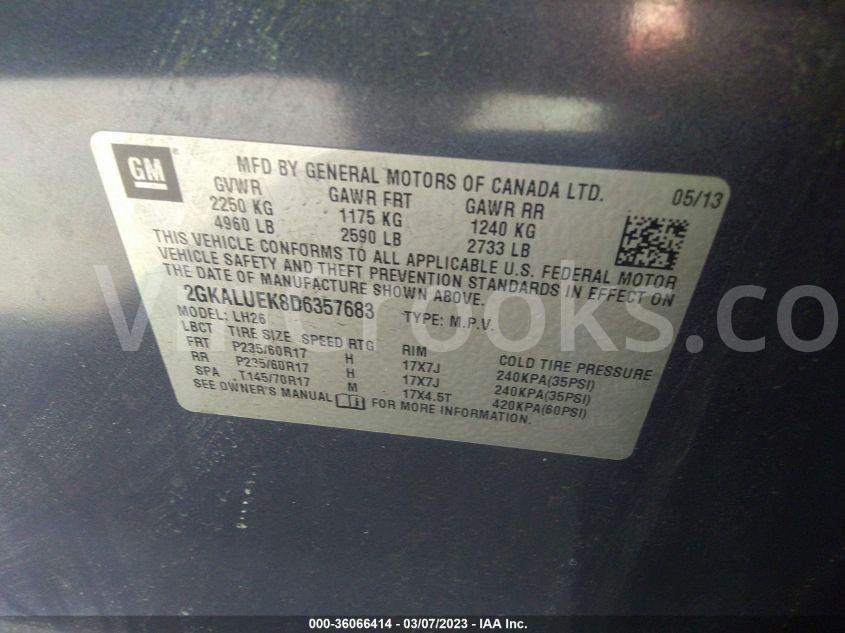 GM
MFD BY GENERAL MOTORS OF CANADA LTD.
05/13
GVWR GAWR FRT GAWR RR
2250 KG 1175 KG 1240 KG
4960 LB 2590 LB 2733 LB
THIS VEHICLE CONFORMS TO ALL APPLICABLE U.S. FEDERAL MOTOR
VEHICLE SAFETY AND THEFT PREVENTION STANDARDS IN EFFECT ON
THE DATE OF MANUFACTURE SHOWN ABOVE.
2GKALUEK8D6357683 TYPE: M.P.V.
MODEL: LH26
LBCT TIRE SIZE SPEED RTG RIM COLD TIRE PRESSURE
FRT P235/60R17 H 17X7J 240KPA(35PSI)
RR P235/60R17 H 17X7J 240KPA(35PSI)
SPA T145/70R17 M 17X4.5T 420KPA(60PSI)
SEE OWNER'S MANUAL FOR MORE INFORMATION.
000-36066414 - 03/07/2023 - IAA Inc.